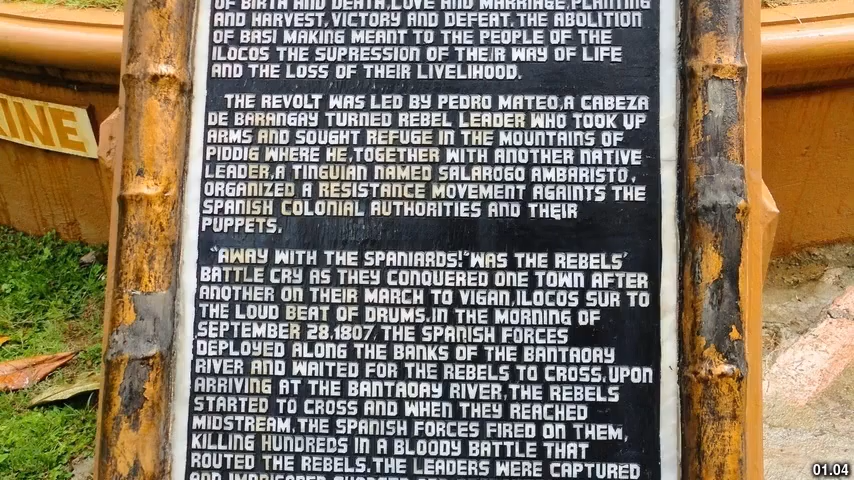 OF BIRTH AND DEATH, LOVE AND MARRIAGE, PLANTING
AND HARVEST, VICTORY AND DEFEAT. THE ABOLITION
OF BASI MAKING MEANT TO THE PEOPLE OF THE
ILOCOS THE SUPRESSION OF THEIR WAY OF LIFE
AND THE LOSS OF THEIR LIVELIHOOD.
THE REVOLT WAS LED BY PEDRO MATEO, A CABEZA
DE BARANGAY TURNED REBEL LEADER WHO TOOK UP
ARMS AND SOUGHT REFUGE IN THE MOUNTAINS OF
PIDDIG WHERE HE, TOGETHER WITH ANOTHER NATIVE
LEADER, A TINGUIAN NAMED SALAROGO AMBARISTO,
ORGANIZED A RESISTANCE MOVEMENT AGAINTS THE
SPANISH COLONIAL AUTHORITIES AND THEIR
PUPPETS.
"AWAY WITH THE SPANIARDS!" WAS THE REBELS'
BATTLE CRY AS THEY CONQUERED ONE TOWN AFTER
ANOTHER ON THEIR MARCH TO VIGAN, ILOCOS SUR TO
THE LOUD BEAT OF DRUMS. IN THE MORNING OF
SEPTEMBER 28, 1807, THE SPANISH FORCES
DEPLOYED ALONG THE BANKS OF THE BANTAOAY
RIVER AND WAITED FOR THE REBELS TO CROSS, UPON
ARRIVING AT THE BANTAOAY RIVER, THE REBELS
STARTED TO CROSS AND WHEN THEY REACHED
MIDSTREAM, THE SPANISH FORCES FIRED ON THEM,
KILLING HUNDREDS IN A BLOODY BATTLE THAT
ROUTED THE REBELS. THE LEADERS WERE CAPTURED
INE
01.04